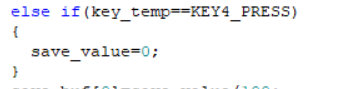 else if(key_temp==KEY4_PRESS)
{
save_value=0;
}